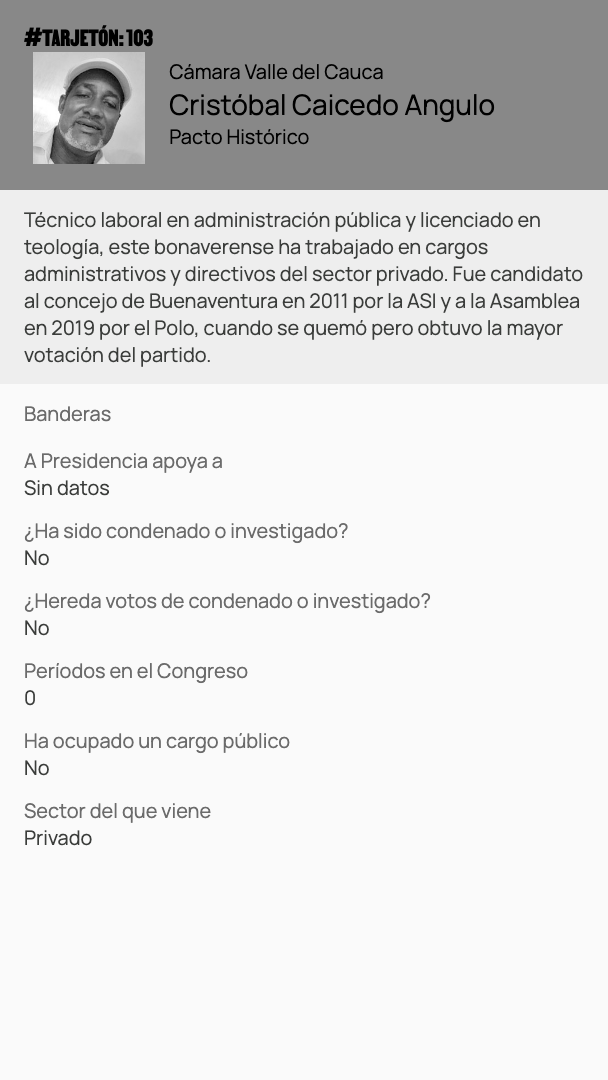 #TARJETÓN: 103
Cámara Valle del Cauca
Cristóbal Caicedo Angulo
Pacto Histórico
Técnico laboral en administración pública y licenciado en
teología, este bonaverense ha trabajado en cargos
administrativos y directivos del sector privado. Fue candidato
al concejo de Buenaventura en 2011 por la ASI y a la Asamblea
en 2019 por el Polo, cuando se quemó pero obtuvo la mayor
votación del partido.
Banderas
A Presidencia apoya a
Sin datos
¿Ha sido condenado o investigado?
No
¿Hereda votos de condenado o investigado?
No
Períodos en el Congreso
0
Ha ocupado un cargo público
No
Sector del que viene
Privado